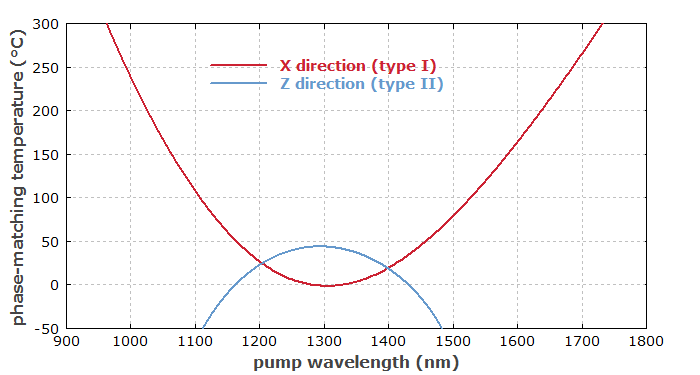 phase-matching temperature (°C)
300
250
200
150
100
50
0
-50
X direction (type I)
Z direction (type II)
900 1000 1100 1200 1300 1400 1500 1600 1700 1800
pump wavelength (nm)